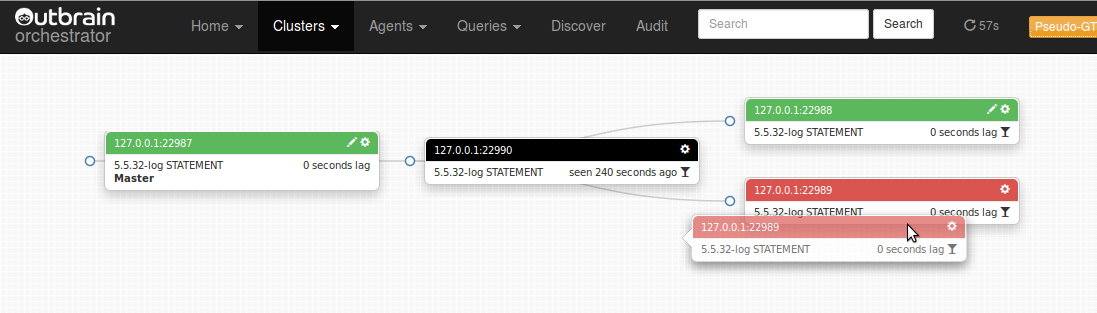 Outbrain
orchestrator
Home
Clusters
Agents
Queries
Discover
Audit
Search
Search
57s
Pseudo-GT
127.0.0.1:22987
5.5.32-log STATEMENT 0 seconds lag
Master
127.0.0.1:22990
5.5.32-log STATEMENT seen 240 seconds ago
127.0.0.1:22988
5.5.32-log STATEMENT 0 seconds lag
127.0.0.1:22989
5.5.32-log STATEMENT 0 seconds lag
127.0.0.1:22989
5.5.32-log STATEMENT 0 seconds lag